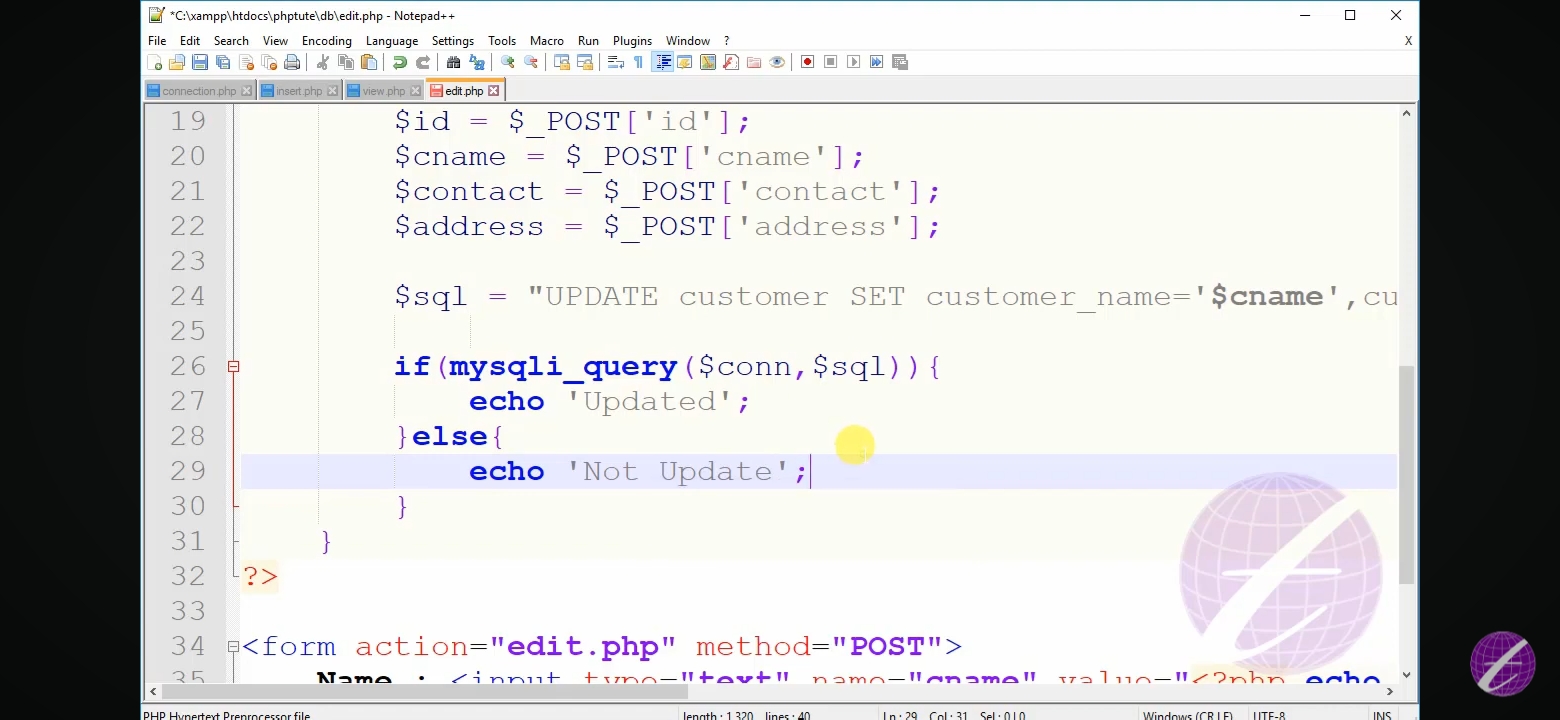 *C:\xampp\htdocs\phptute\db\edit.php - Notepad++
File Edit Search View Encoding Language Settings Tools Macro Run Plugins Window ? X
connection.php insert.php view.php edit.php
19 $id = $_POST['id'];
20 $cname = $_POST['cname'];
21 $contact = $_POST['contact'];
22 $address = $_POST['address'];
23
24 $sql = "UPDATE customer SET customer_name='$cname',cu
25
26 if(mysqli_query($conn,$sql)){
27 echo 'Updated';
28 }else{
29 echo 'Not Update';
30 }
31 }
32 ?>
33
34 <form action="edit.php" method="POST">
35 Name : <input type="text" name="cname" value="<?php echo
PHP Hypertext Preprocessor file length : 1,320 lines : 40 Ln : 29 Col : 31 Sel : 0 | 0 Windows (CR LF) UTF-8 INS